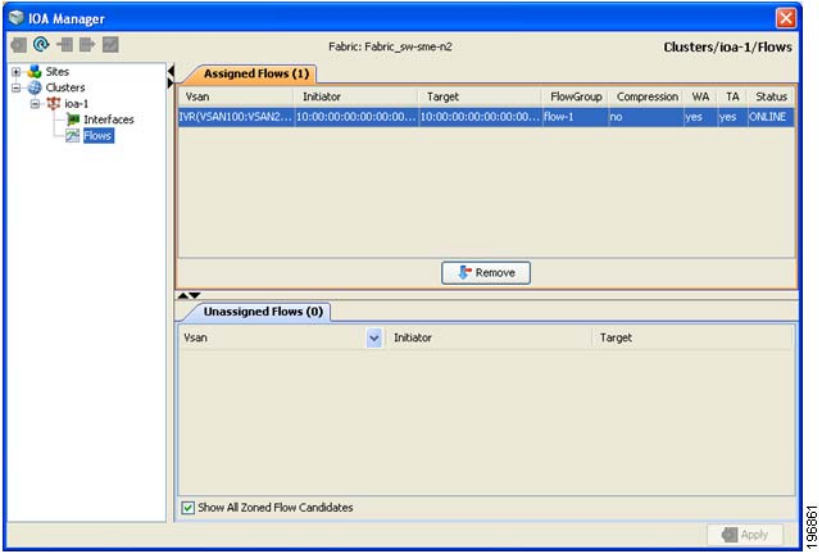 IOA Manager
Fabric: Fabric_sw-sme-n2
Clusters/ioa-1/Flows
Sites
Clusters
ioa-1
Interfaces
Flows
Assigned Flows (1)
Vsan Initiator Target FlowGroup Compression WA TA Status
IVR(VSAN100:VSAN2... 10:00:00:00:00:00:00... 10:00:00:00:00:00:00... flow-1 no yes yes ONLINE
Remove
Unassigned Flows (0)
Vsan Initiator Target
Show All Zoned Flow Candidates
Apply
196861